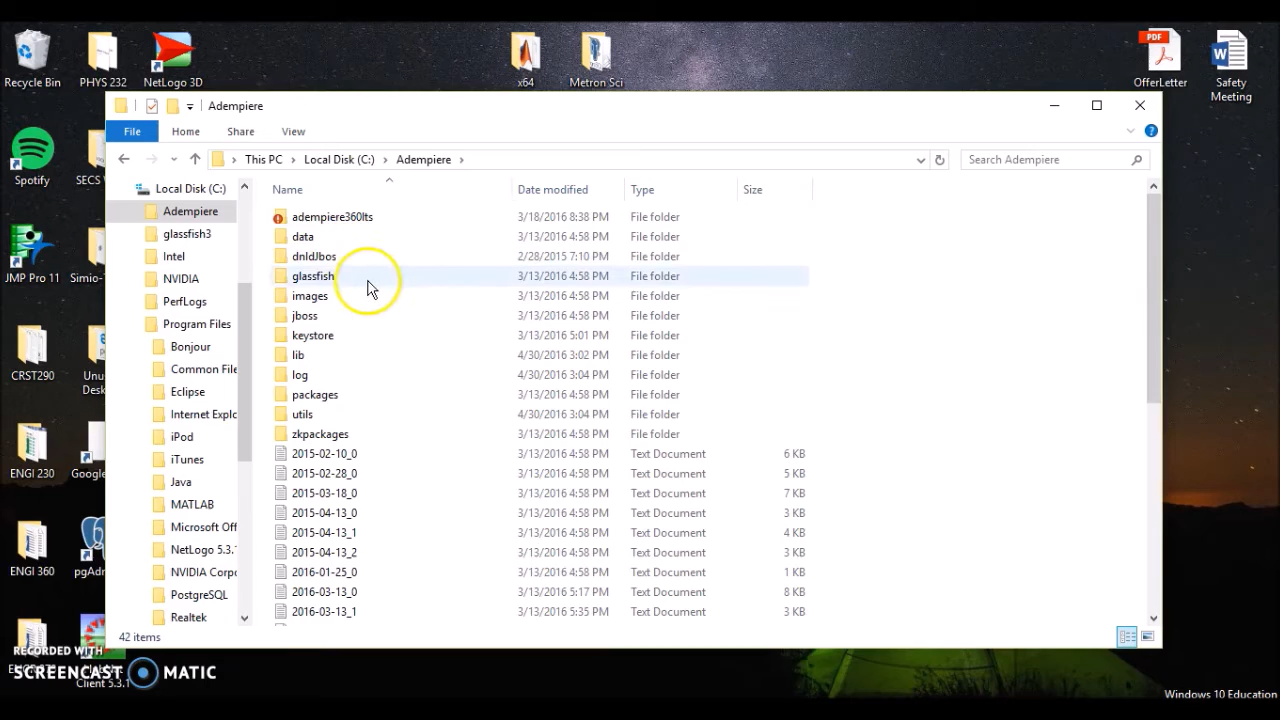 Recycle Bin
PHYS 232
NetLogo 3D
x64
Metron Sci
PDF
OfferLetter
Safety
Meeting
Adempiere
File
Home
Share
View
This PC > Local Disk (C:) > Adempiere >
Search Adempiere
Spotify
SECS
JMP Pro 11
Simio-
CRST290
Unu
Desk
ENGI 230
Google
ENGI 360
pgAd
Client 5.3.1
Local Disk (C:)
Adempiere
glassfish3
Intel
NVIDIA
PerfLogs
Program Files
Bonjour
Common File
Eclipse
Internet Explo
iPod
iTunes
Java
MATLAB
Microsoft Off
NetLogo 5.3.
NVIDIA Corpo
PostgreSQL
Realtek
Name Date modified Type Size
adempiere360lts 3/18/2016 8:38 PM File folder
data 3/13/2016 4:58 PM File folder
dnldJbos 2/28/2015 7:10 PM File folder
glassfish 3/13/2016 4:58 PM File folder
images 3/13/2016 4:58 PM File folder
jboss 3/13/2016 4:58 PM File folder
keystore 3/13/2016 5:01 PM File folder
lib 4/30/2016 3:02 PM File folder
log 4/30/2016 3:04 PM File folder
packages 3/13/2016 4:58 PM File folder
utils 4/30/2016 3:04 PM File folder
zkpackages 3/13/2016 4:58 PM File folder
2015-02-10_0 3/13/2016 4:58 PM Text Document 6 KB
2015-02-28_0 3/13/2016 4:58 PM Text Document 5 KB
2015-03-18_0 3/13/2016 4:58 PM Text Document 7 KB
2015-04-13_0 3/13/2016 4:58 PM Text Document 3 KB
2015-04-13_1 3/13/2016 4:58 PM Text Document 4 KB
2015-04-13_2 3/13/2016 4:58 PM Text Document 3 KB
2016-01-25_0 3/13/2016 4:58 PM Text Document 1 KB
2016-03-13_0 3/13/2016 5:17 PM Text Document 8 KB
2016-03-13_1 3/13/2016 5:35 PM Text Document 3 KB
42 items
RECORDED WITH
SCREENCAST MATIC
Windows 10 Education